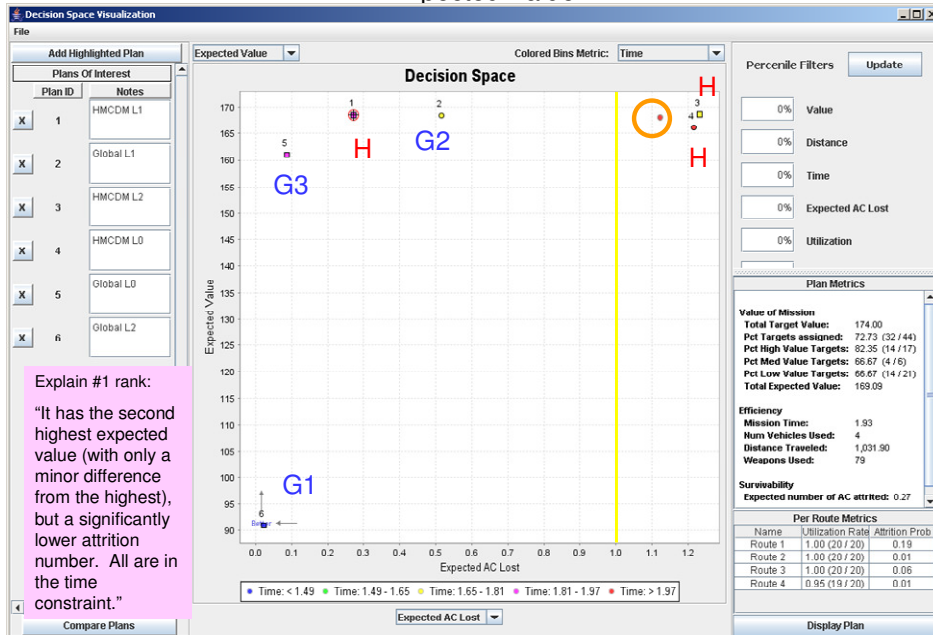 Decision Space Visualization
File
Add Highlighted Plan
Plans Of Interest
Plan ID Notes
X 1 HMCDM L1
X 2 Global L1
X 3 HMCDM L2
X 4 HMCDM L0
X 5 Global L0
X 6 Global L2
Explain #1 rank:
“It has the second
highest expected
value (with only a
minor difference
from the highest),
but a significantly
lower attrition
number. All are in
the time
constraint.”
Compare Plans
Expected Value
Colored Bins Metric: Time
Decision Space
Expected Value
170
165
160
155
150
145
140
135
130
125
120
115
110
105
100
95
90
1
H
2
G2
5
G3
H
3
4
H
G1
6
Better
0.0 0.1 0.2 0.3 0.4 0.5 0.6 0.7 0.8 0.9 1.0 1.1 1.2
Expected AC Lost
Time: < 1.49 Time: 1.49 - 1.65 Time: 1.65 - 1.81 Time: 1.81 - 1.97 Time: > 1.97
Expected AC Lost
Percenile Filters Update
0% Value
0% Distance
0% Time
0% Expected AC Lost
0% Utilization
Plan Metrics
Value of Mission
Total Target Value: 174.00
Pct Targets assigned: 72.73 (32 / 44)
Pct High Value Targets: 82.35 (14 / 17)
Pct Med Value Targets: 66.67 (4 / 6)
Pct Low Value Targets: 66.67 (14 / 21)
Total Expected Value: 169.09
Efficiency
Mission Time: 1.93
Num Vehicles Used: 4
Distance Traveled: 1,031.90
Weapons Used: 79
Survivability
Expected number of AC attrited: 0.27
Per Route Metrics
Name Utilization Rate Attrition Prob
Route 1 1.00 (20 / 20) 0.19
Route 2 1.00 (20 / 20) 0.01
Route 3 1.00 (20 / 20) 0.06
Route 4 0.95 (19 / 20) 0.01
Display Plan